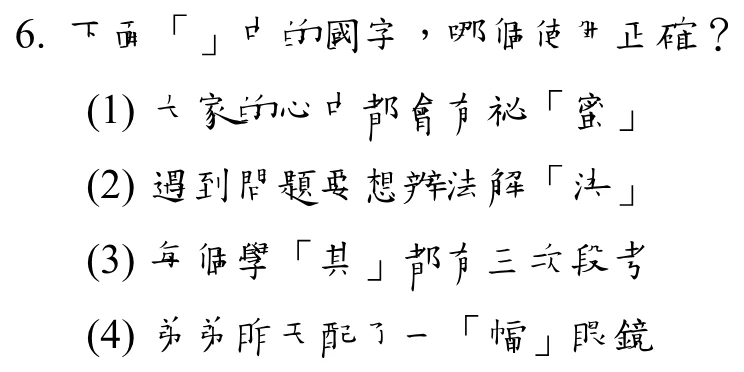 6. 下面「」中的國字，哪個使用正確？
(1) 大家的心中都會有祕「蜜」
(2) 遇到問題要想辦法解「決」
(3) 每個學「其」都有三次段考
(4) 弟弟昨天配了一「幅」眼鏡